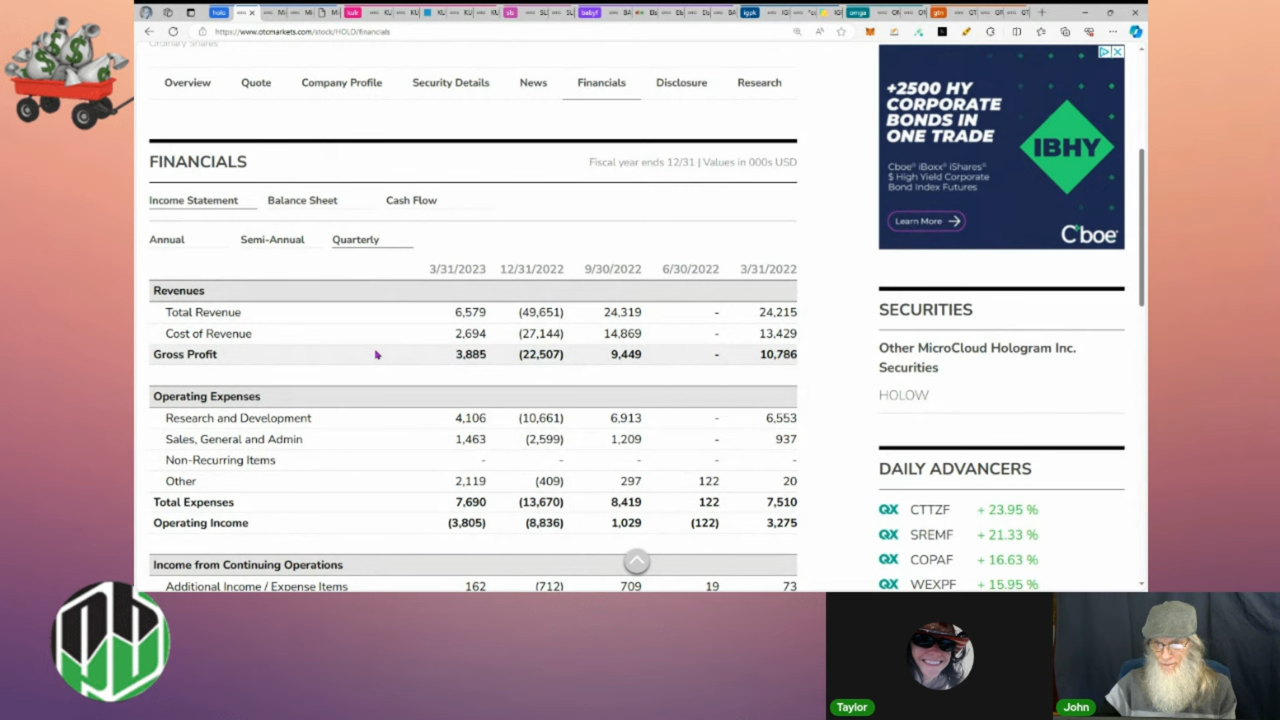 https://www.otcmarkets.com/stock/HOLO/financials
Ordinary Shares
Overview Quote Company Profile Security Details News Financials Disclosure Research
FINANCIALS
Fiscal year ends 12/31 | Values in 000s USD
Income Statement Balance Sheet Cash Flow
Annual Semi-Annual Quarterly
3/31/2023 12/31/2022 9/30/2022 6/30/2022 3/31/2022
Revenues
Total Revenue 6,579 (49,651) 24,319 - 24,215
Cost of Revenue 2,694 (27,144) 14,869 - 13,429
Gross Profit 3,885 (22,507) 9,449 - 10,786
Operating Expenses
Research and Development 4,106 (10,661) 6,913 - 6,553
Sales, General and Admin 1,463 (2,599) 1,209 - 937
Non-Recurring Items - - - - -
Other 2,119 (409) 297 122 20
Total Expenses 7,690 (13,670) 8,419 122 7,510
Operating Income (3,805) (8,836) 1,029 (122) 3,275
Income from Continuing Operations
Additional Income / Expense Items 162 (712) 709 19 73
+2500 HY
CORPORATE
BONDS IN
ONE TRADE
IBHY
Cboe® iBoxx® iShares®
$ High Yield Corporate
Bond Index Futures
Learn More
Cboe
SECURITIES
Other MicroCloud Hologram Inc.
Securities
HOLOW
DAILY ADVANCERS
QX CTTZF + 23.95 %
QX SREMF + 21.33 %
QX COPAF + 16.63 %
QX WEXPF + 15.95 %
Taylor
John